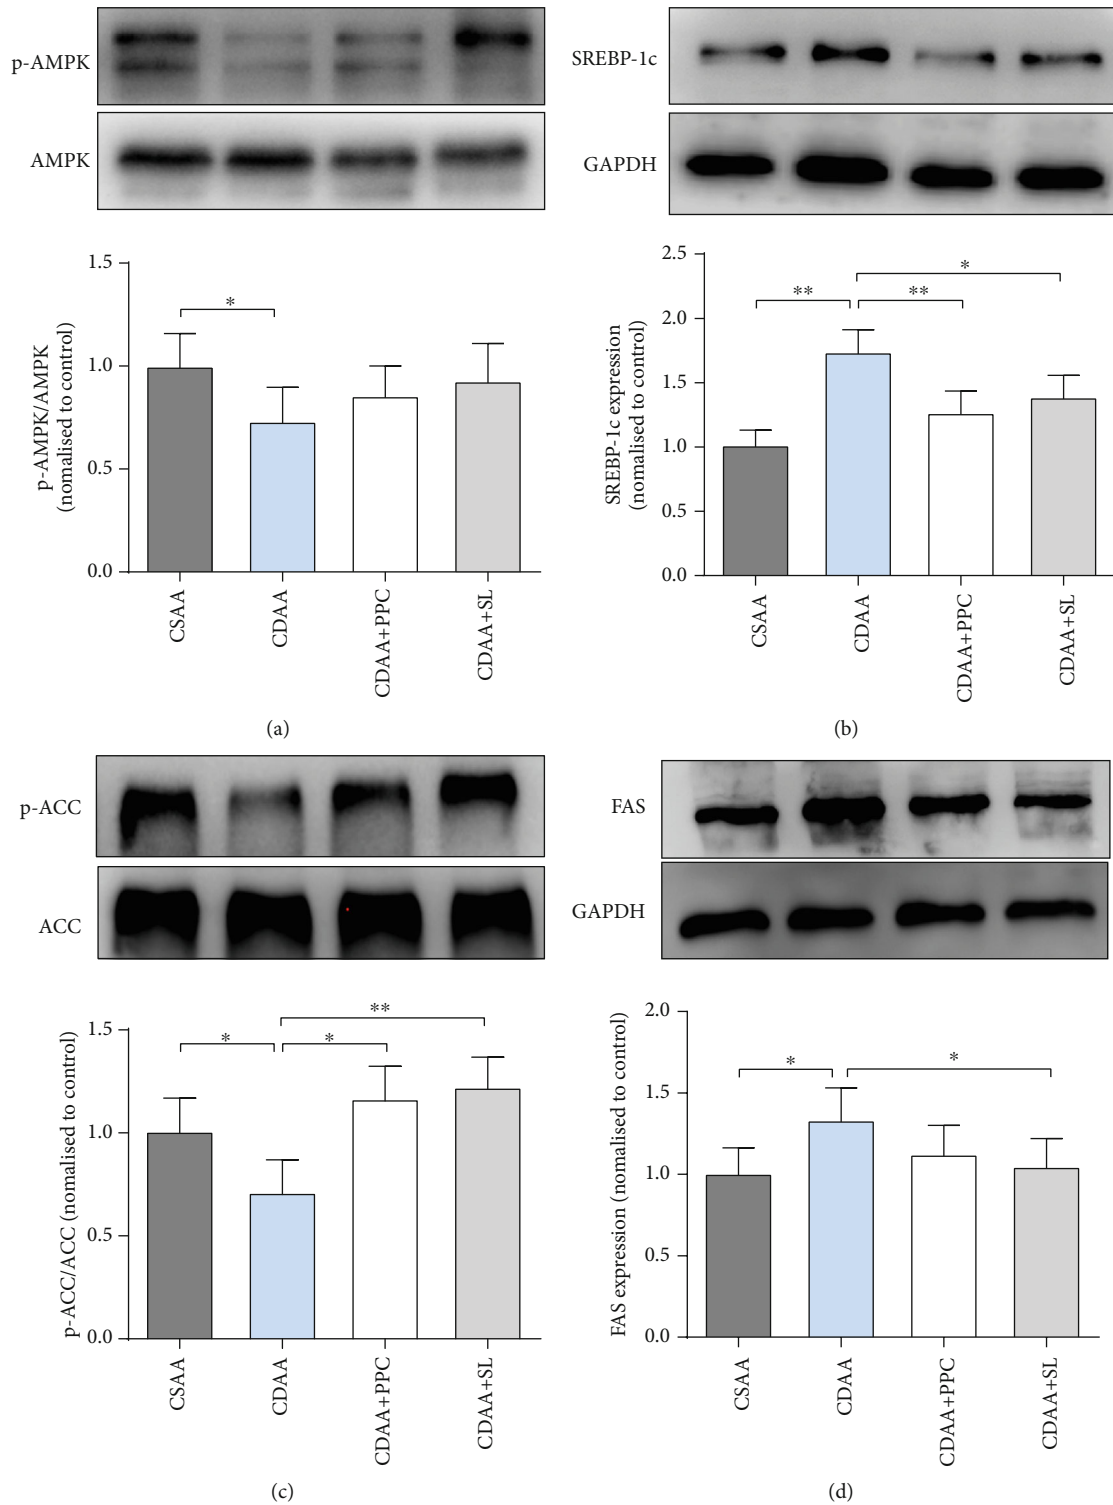 p-AMPK
AMPK
1.5
1.0
0.5
0.0
p-AMPK/AMPK
(nomalised to control)
*
CSAA
CDAA
CDAA+PPC
CDAA+SL
(a)
SREBP-1c
GAPDH
2.5
2.0
1.5
1.0
0.5
0.0
SREBP-1c expression
(nomalised to control)
**
**
*
CSAA
CDAA
CDAA+PPC
CDAA+SL
(b)
p-ACC
ACC
1.5
1.0
0.5
0.0
p-ACC/ACC (nomalised to control)
*
*
**
CSAA
CDAA
CDAA+PPC
CDAA+SL
(c)
FAS
GAPDH
2.0
1.5
1.0
0.5
0.0
FAS expression (nomalised to control)
*
*
CSAA
CDAA
CDAA+PPC
CDAA+SL
(d)